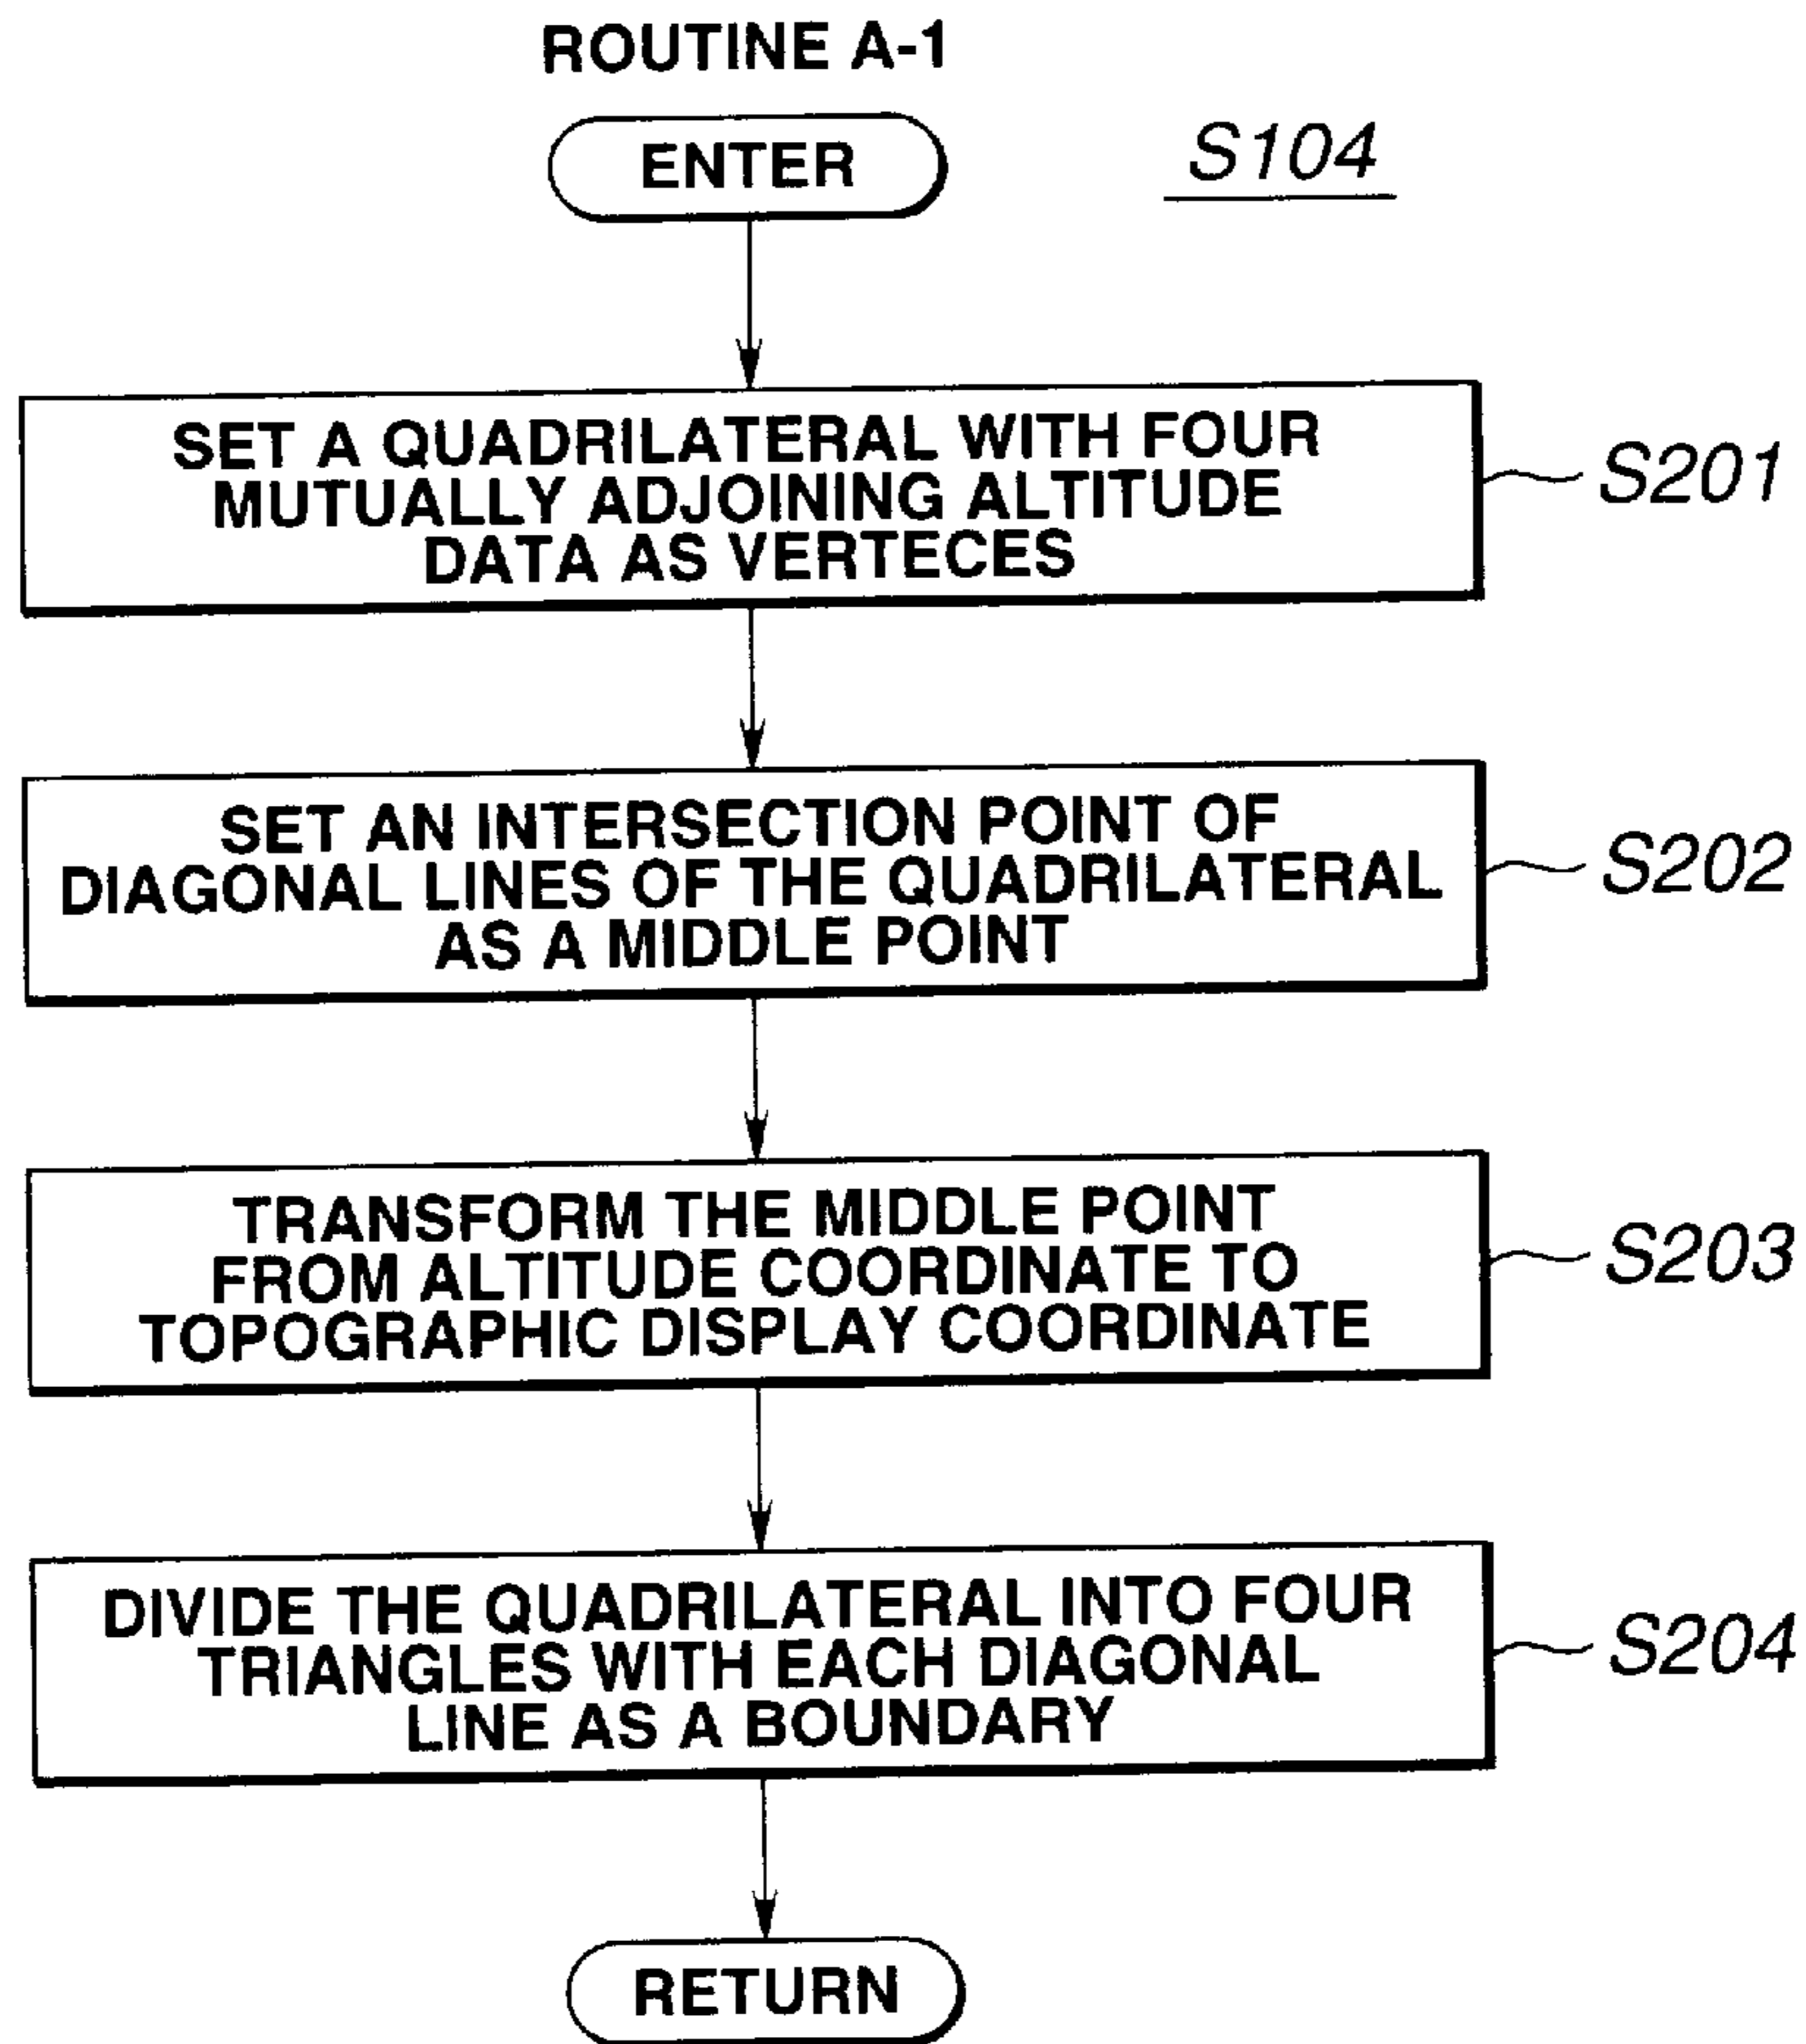 ROUTINE A-1
ENTER
S104
SET A QUADRILATERAL WITH FOUR
MUTUALLY ADJOINING ALTITUDE
DATA AS VERTECES
S201
SET AN INTERSECTION POINT OF
DIAGONAL LINES OF THE QUADRILATERAL
AS A MIDDLE POINT
S202
TRANSFORM THE MIDDLE POINT
FROM ALTITUDE COORDINATE TO
TOPOGRAPHIC DISPLAY COORDINATE
S203
DIVIDE THE QUADRILATERAL INTO FOUR
TRIANGLES WITH EACH DIAGONAL
LINE AS A BOUNDARY
S204
RETURN